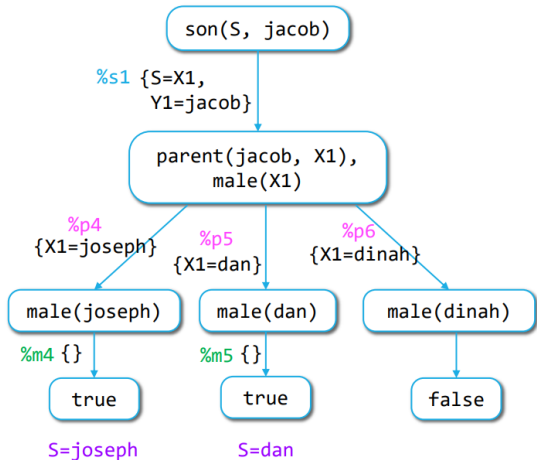 son(S, jacob)
%s1 {S=X1,
Y1=jacob}
parent(jacob, X1),
male(X1)
%p4
{X1=joseph}
%p5
{X1=dan}
%p6
{X1=dinah}
male(joseph)
male(dan)
male(dinah)
%m4 {}
%m5 {}
true
true
false
S=joseph
S=dan